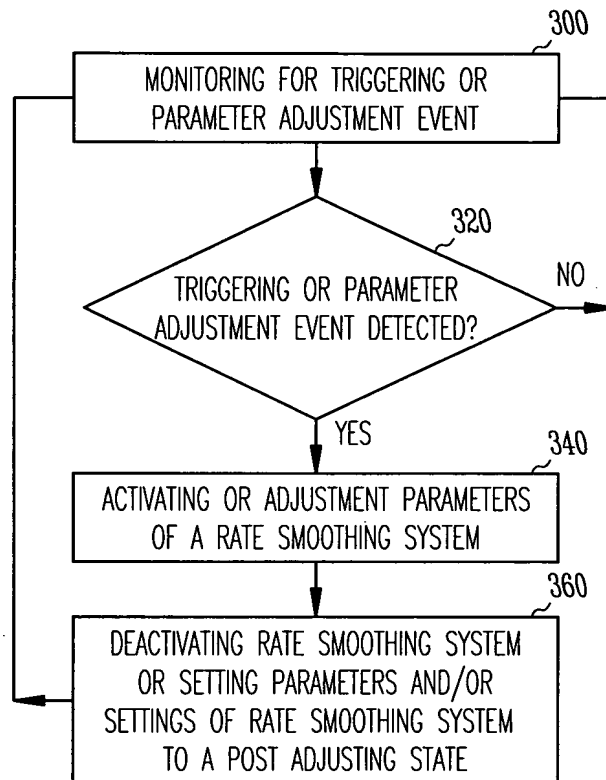 300
MONITORING FOR TRIGGERING OR
PARAMETER ADJUSTMENT EVENT
320
TRIGGERING OR PARAMETER
ADJUSTMENT EVENT DETECTED?
NO
YES
340
ACTIVATING OR ADJUSTMENT PARAMETERS
OF A RATE SMOOTHING SYSTEM
360
DEACTIVATING RATE SMOOTHING SYSTEM
OR SETTING PARAMETERS AND/OR
SETTINGS OF RATE SMOOTHING SYSTEM
TO A POST ADJUSTING STATE